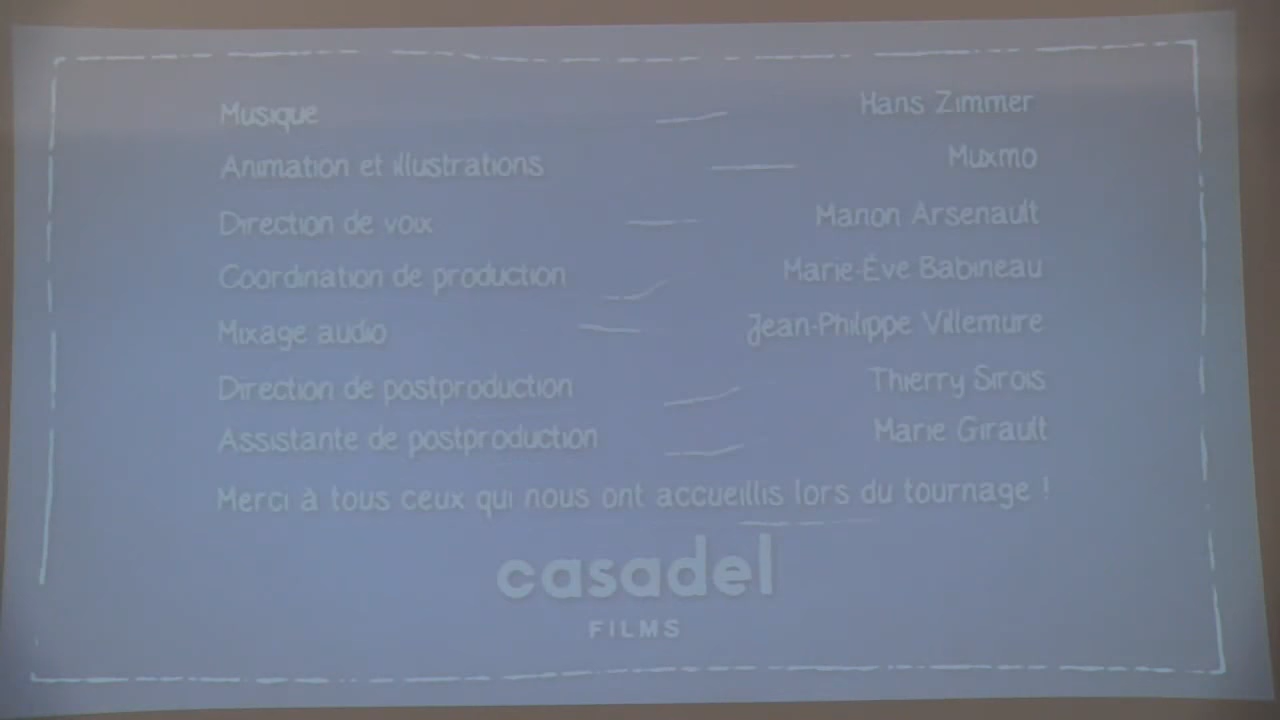 Musique Hans Zimmer
Animation et illustrations Muxmo
Direction de voix Manon Arsenault
Coordination de production Marie-Ève Babineau
Mixage audio Jean-Philippe Villemure
Direction de postproduction Thierry Sirois
Assistante de postproduction Marie Girault
Merci à tous ceux qui nous ont accueillis lors du tournage !
casadel
FILMS